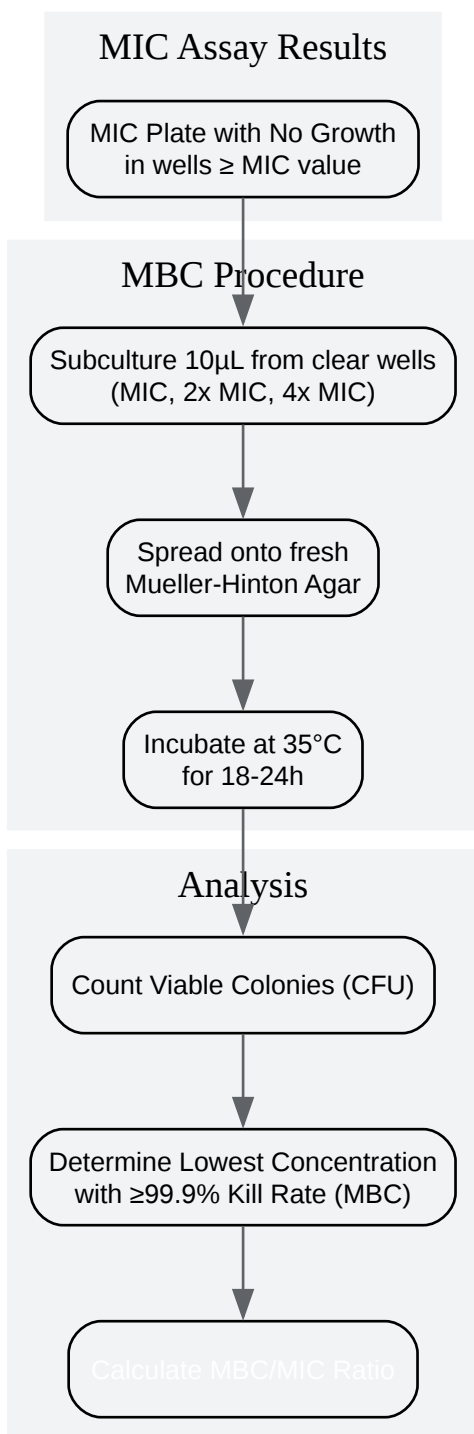 MIC Assay Results
MIC Plate with No Growth
in wells ≥ MIC value
MBC Procedure
Subculture 10µL from clear wells
(MIC, 2x MIC, 4x MIC)
Spread onto fresh
Mueller-Hinton Agar
Incubate at 35°C
for 18-24h
Analysis
Count Viable Colonies (CFU)
Determine Lowest Concentration
with ≥99.9% Kill Rate (MBC)
Calculate MBC/MIC Ratio